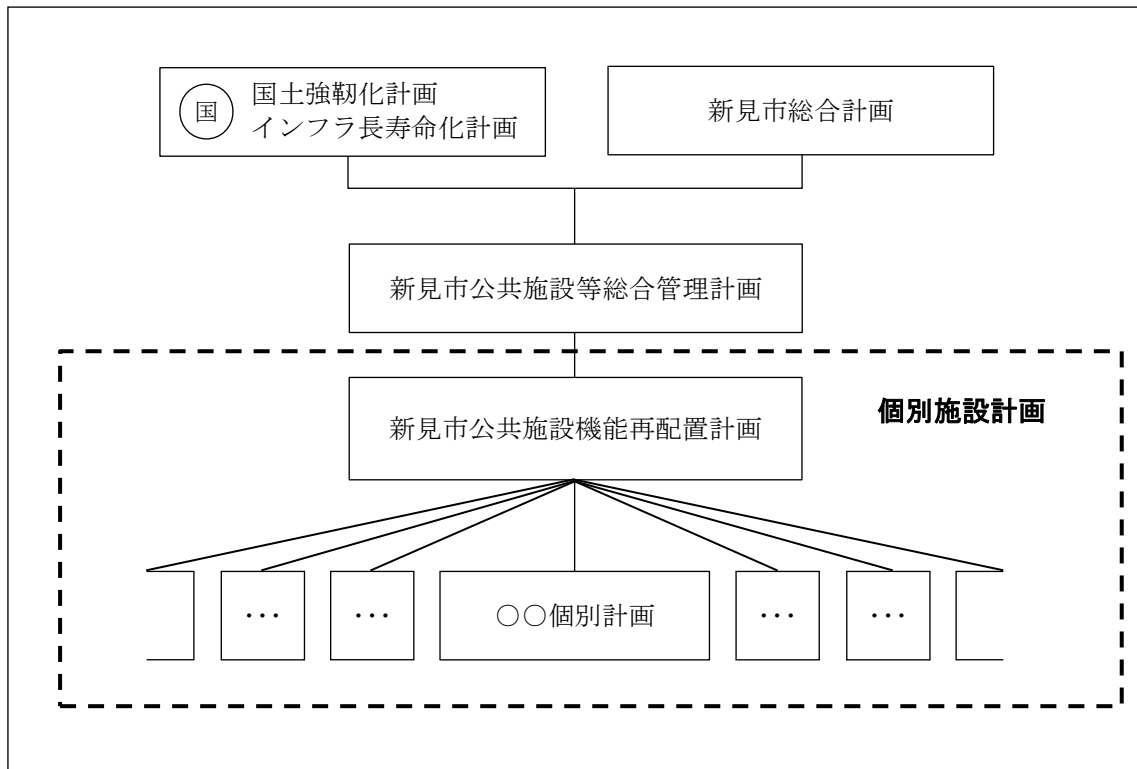 国
国土強靭化計画
インフラ長寿命化計画
新見市総合計画
新見市公共施設等総合管理計画
個別施設計画
新見市公共施設機能再配置計画
・・・
・・・
○○個別計画
・・・
・・・